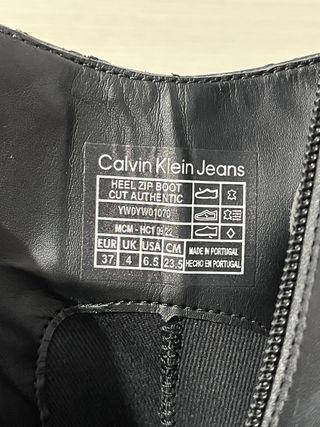 Calvin Klein Jeans
HEEL ZIP BOOT
CUT AUTHENTIC
YW0YW01070
MCM - HCT 09 22
EUR UK USA CM
37 4 6.5 23.5
MADE IN PORTUGAL
HECHO EN PORTUGAL